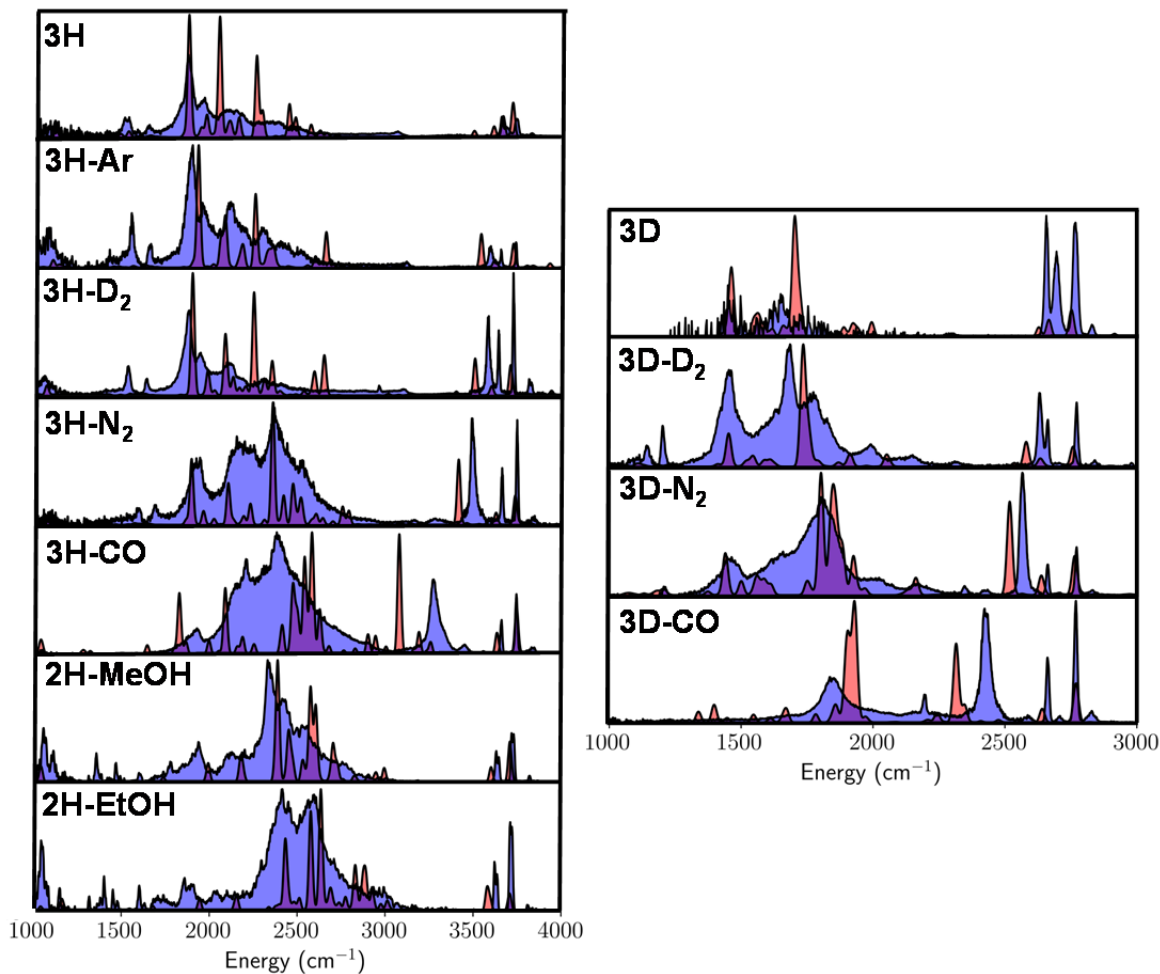 3H
3H-Ar
3H-D₂
3H-N₂
3H-CO
2H-MeOH
2H-EtOH
1000 1500 2000 2500 3000 3500 4000
Energy (cm⁻¹)
3D
3D-D₂
3D-N₂
3D-CO
1000 1500 2000 2500 3000
Energy (cm⁻¹)